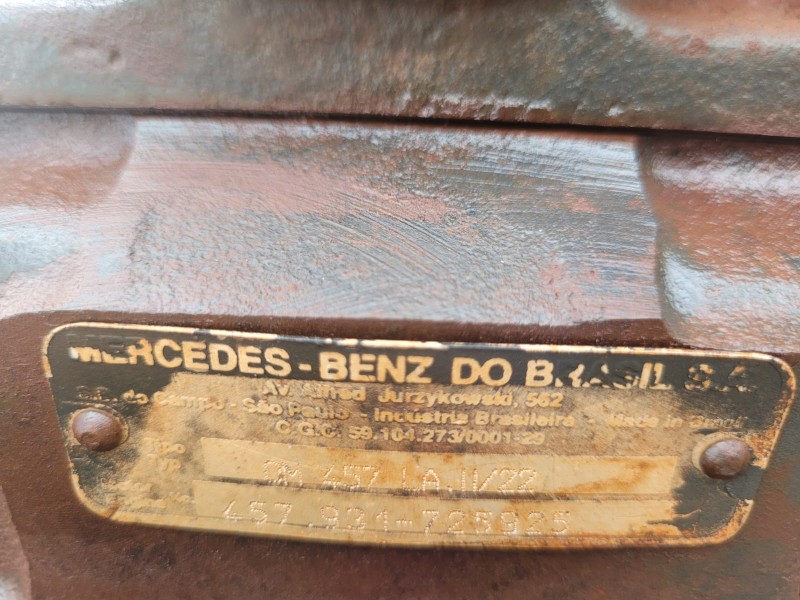 MERCEDES-BENZ DO BRASIL S.A.
Av. Alfred Jurzykowski, 562
S.B. do Campo - São Paulo - Indústria Brasileira - Made in Brazil
C.G.C. 59.104.273/0001-29
Tipo
OM 457 LA.II/22
457.931-725925